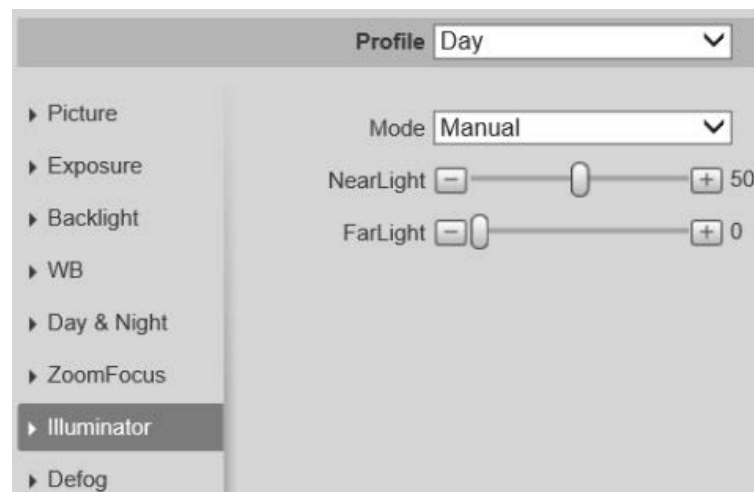 Profile Day
Picture
Exposure
Backlight
WB
Day & Night
ZoomFocus
Illuminator
Defog
Mode Manual
NearLight - + 50
FarLight - + 0